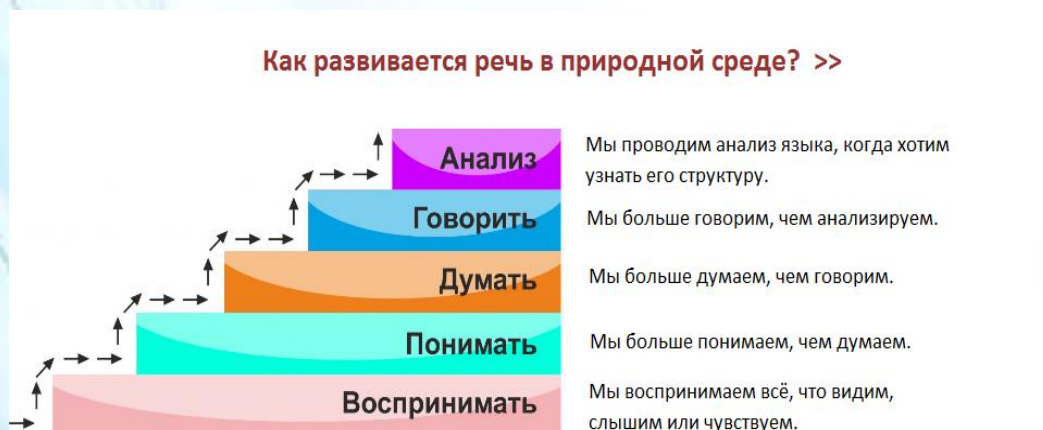 Как развивается речь в природной среде? >>
Анализ
Мы проводим анализ языка, когда хотим
узнать его структуру.
Говорить
Мы больше говорим, чем анализируем.
Думать
Мы больше думаем, чем говорим.
Понимать
Мы больше понимаем, чем думаем.
Воспринимать
Мы воспринимаем всё, что видим,
слышим или чувствуем.